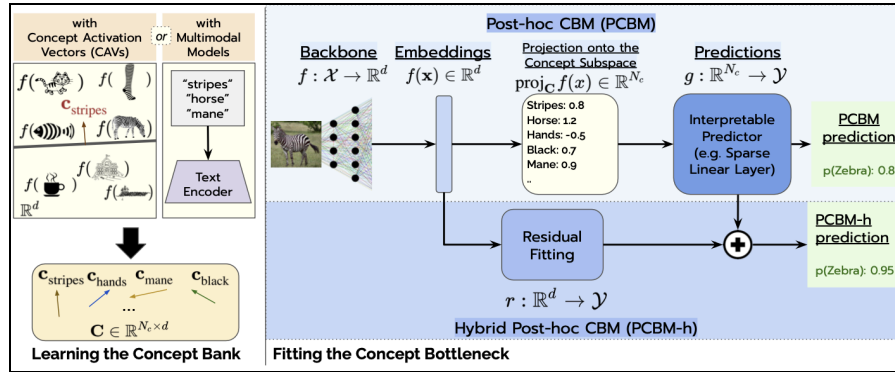 with
Concept Activation
Vectors (CAVs)
or
with
Multimodal
Models
f(
)
f(
)
c_stripes
f(
)
f(
)
f(
)
f(
)
f(
)
ℝ^d
"stripes"
"horse"
"mane"
Text
Encoder
c_stripes c_hands c_mane c_black
...
C ∈ ℝ^{N_c×d}
Learning the Concept Bank
Post-hoc CBM (PCBM)
Backbone
f : 𝒳 → ℝ^d
Embeddings
f(x) ∈ ℝ^d
Projection onto the
Concept Subspace
proj_C f(x) ∈ ℝ^{N_c}
Predictions
g : ℝ^{N_c} → 𝒴
Stripes: 0.8
Horse: 1.2
Hands: -0.5
Black: 0.7
Mane: 0.9
..
Interpretable
Predictor
(e.g. Sparse
Linear Layer)
PCBM
prediction
p(Zebra): 0.8
Residual
Fitting
r : ℝ^d → 𝒴
+
PCBM-h
prediction
p(Zebra): 0.95
Hybrid Post-hoc CBM (PCBM-h)
Fitting the Concept Bottleneck